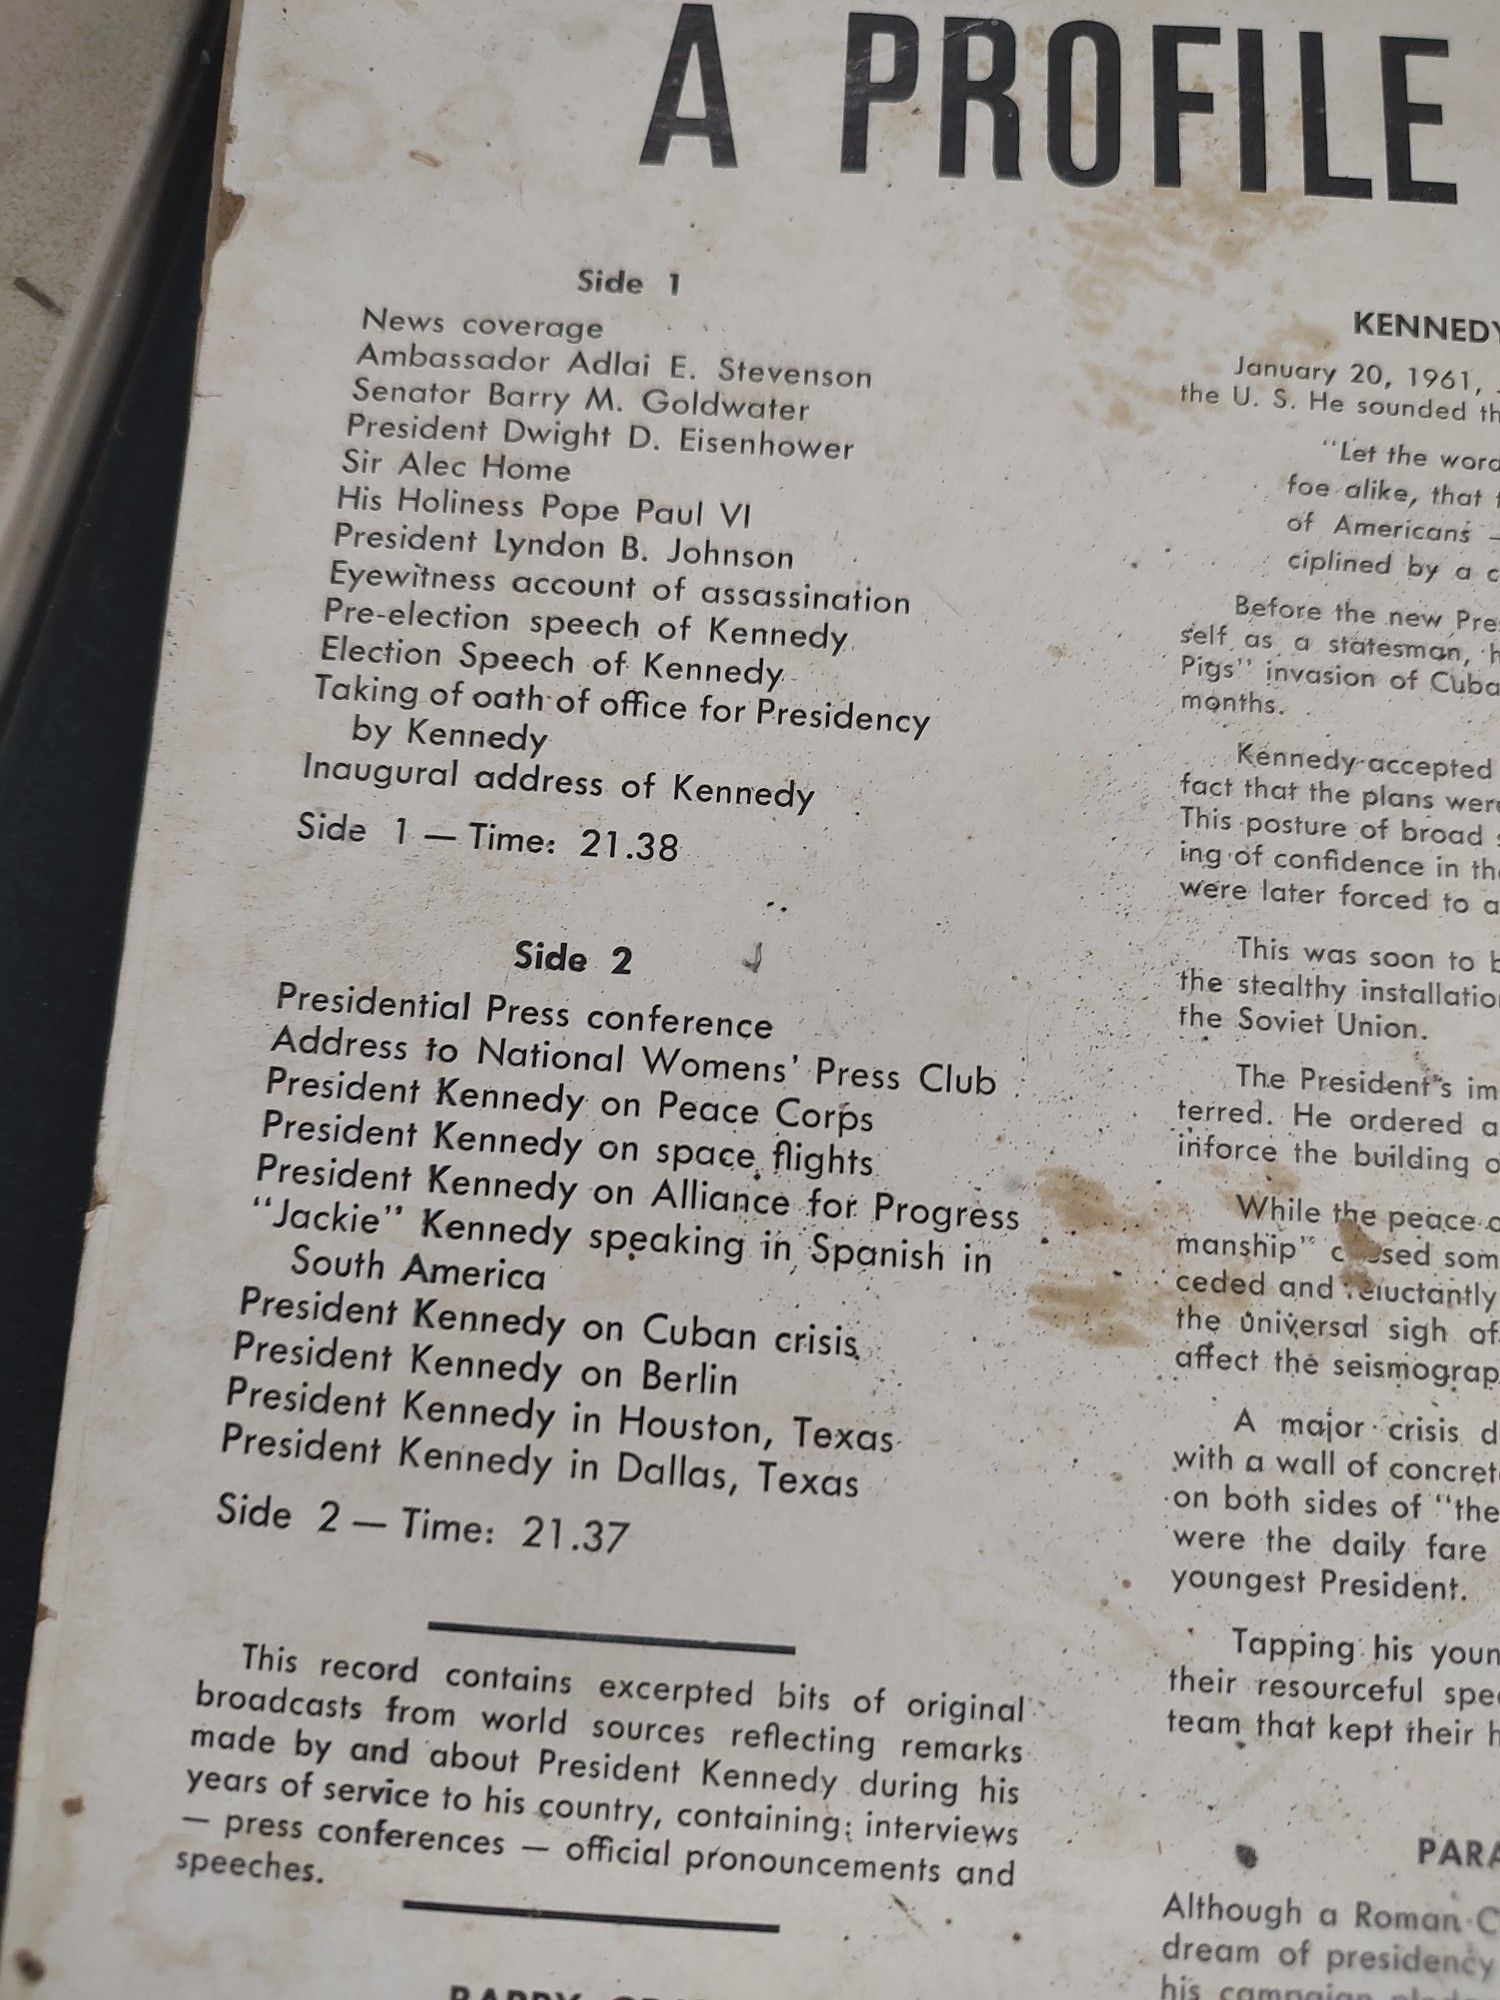 A PROFILE
Side 1
News coverage
Ambassador Adlai E. Stevenson
Senator Barry M. Goldwater
President Dwight D. Eisenhower
Sir Alec Home
His Holiness Pope Paul VI
President Lyndon B. Johnson
Eyewitness account of assassination
Pre-election speech of Kennedy
Election Speech of Kennedy
Taking of oath of office for Presidency
by Kennedy
Inaugural address of Kennedy
Side 1 — Time: 21.38
Side 2
Presidential Press conference
Address to National Womens' Press Club
President Kennedy on Peace Corps
President Kennedy on space flights
President Kennedy on Alliance for Progress
"Jackie" Kennedy speaking in Spanish in
South America
President Kennedy on Cuban crisis
President Kennedy on Berlin
President Kennedy in Houston, Texas
President Kennedy in Dallas, Texas
Side 2 — Time: 21.37
This record contains excerpted bits of original
broadcasts from world sources reflecting remarks
made by and about President Kennedy during his
years of service to his country, containing: interviews
— press conferences — official pronouncements and
speeches.
KENNEDY
January 20, 1961,
the U. S. He sounded
"Let the word
foe alike, that
of Americans —
ciplined by a
Before the new
self as a statesman,
Pigs" invasion of Cuba
months.
Kennedy accepted
fact that the plans were
This posture of broad
ing of confidence in
were later forced to
This was soon to
the stealthy
the Soviet Union.
The President's
terred. He ordered
inforce the building
While the peace
manship"
ceded and reluctantly
the universal sigh
affect the
A major crisis
with a wall of
on both sides of "the
were the daily fare
youngest President.
Tapping his
their resourceful
team that kept their
Although a Roman
dream of presidency
his campaign